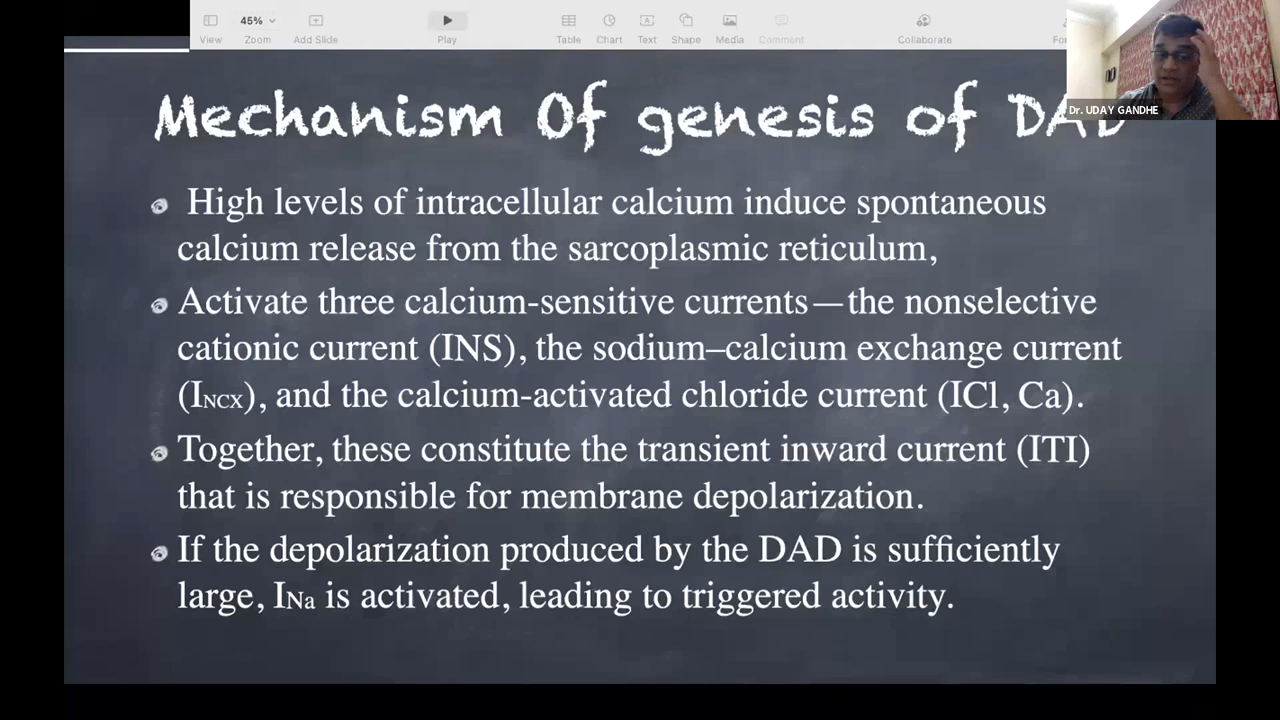 45%
View
Zoom
Add Slide
Play
Table
Chart
Text
Shape
Media
Comment
Collaborate
Dr. UDAY GANDHE
Mechanism Of genesis of DAD
High levels of intracellular calcium induce spontaneous
calcium release from the sarcoplasmic reticulum,
Activate three calcium-sensitive currents—the nonselective
cationic current (INS), the sodium–calcium exchange current
(INCX), and the calcium-activated chloride current (ICl, Ca).
Together, these constitute the transient inward current (ITI)
that is responsible for membrane depolarization.
If the depolarization produced by the DAD is sufficiently
large, INa is activated, leading to triggered activity.